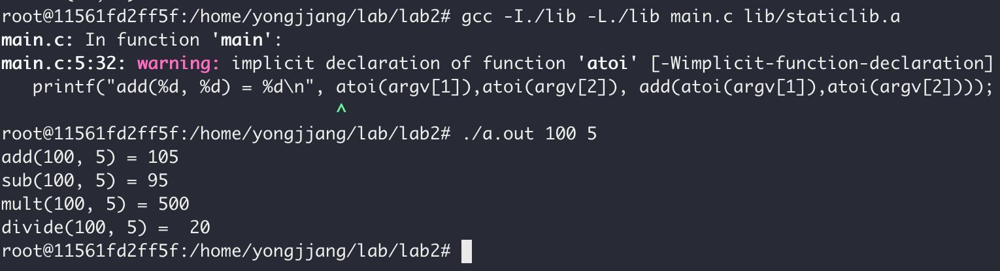 root@11561fd2ff5f:/home/yongjjang/lab/lab2# gcc -I./lib -L./lib main.c lib/staticlib.a
main.c: In function 'main':
main.c:5:32: warning: implicit declaration of function 'atoi' [-Wimplicit-function-declaration]
   printf("add(%d, %d) = %d\n", atoi(argv[1]),atoi(argv[2]), add(atoi(argv[1]),atoi(argv[2])));
                                ^
root@11561fd2ff5f:/home/yongjjang/lab/lab2# ./a.out 100 5
add(100, 5) = 105
sub(100, 5) = 95
mult(100, 5) = 500
divide(100, 5) =  20
root@11561fd2ff5f:/home/yongjjang/lab/lab2#